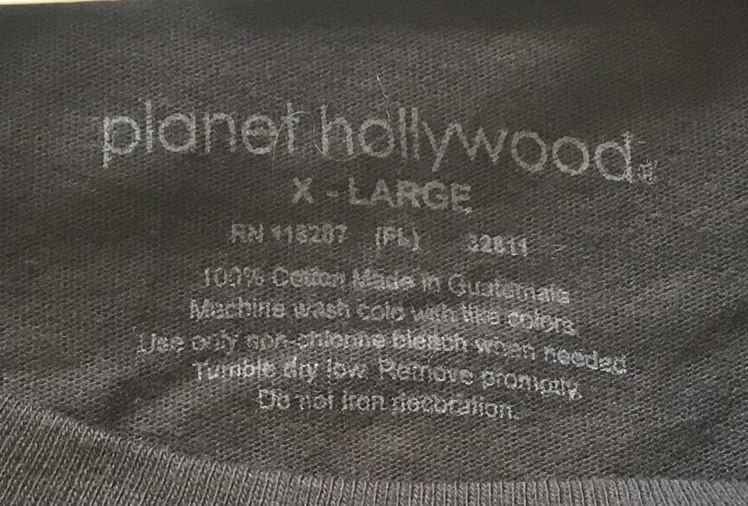 planet hollywood
X - LARGE
RN 118287 (FL) 32811
100% Cotton Made in Guatemala
Machine wash cold with like colors.
Use only non-chlorine bleach when needed
Tumble dry low. Remove promptly.
Do not iron decoration.